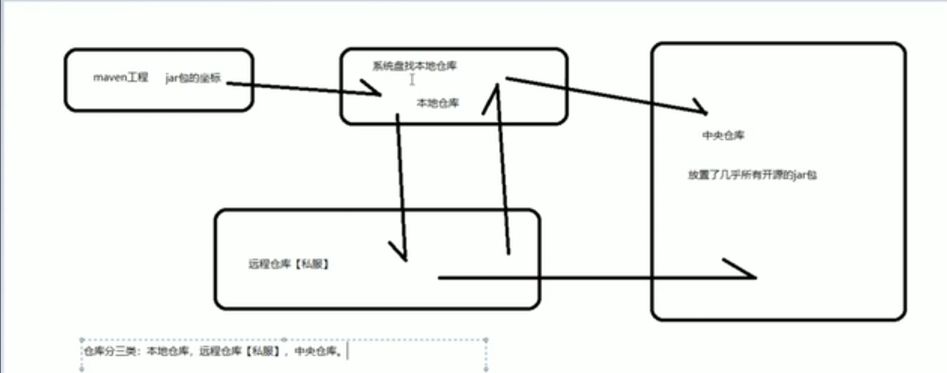 maven工程 jar包的坐标
系统盘找本地仓库
本地仓库
中央仓库
放置了几乎所有开源的jar包
远程仓库【私服】
仓库分三类：本地仓库，远程仓库【私服】，中央仓库。